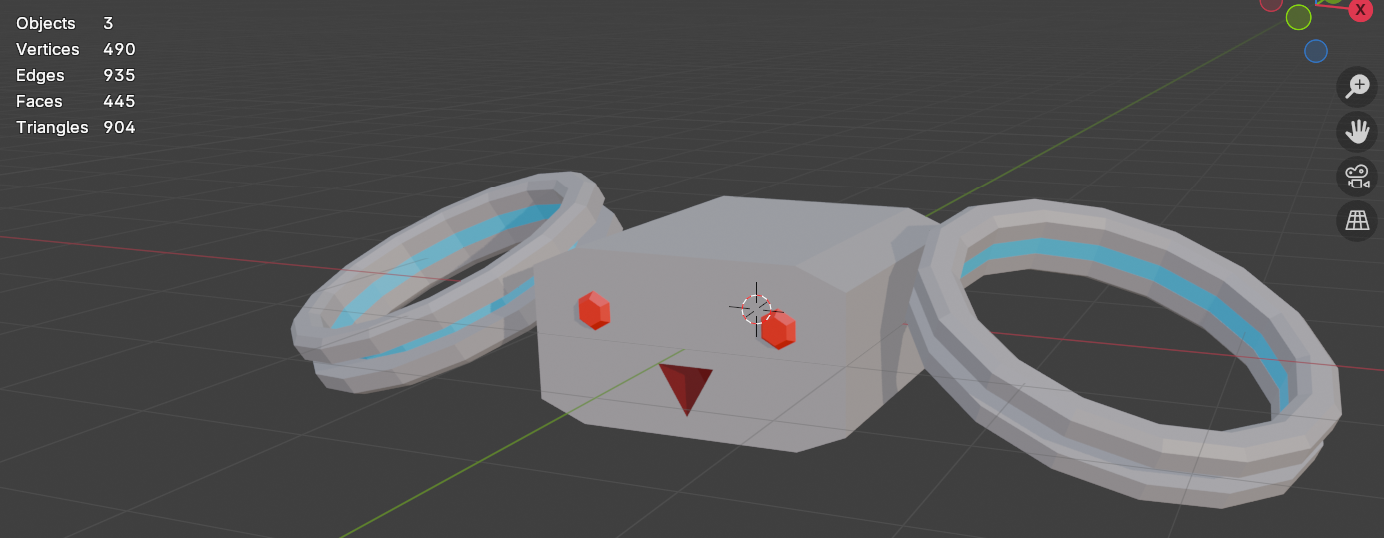 Objects 3
Vertices 490
Edges 935
Faces 445
Triangles 904
X